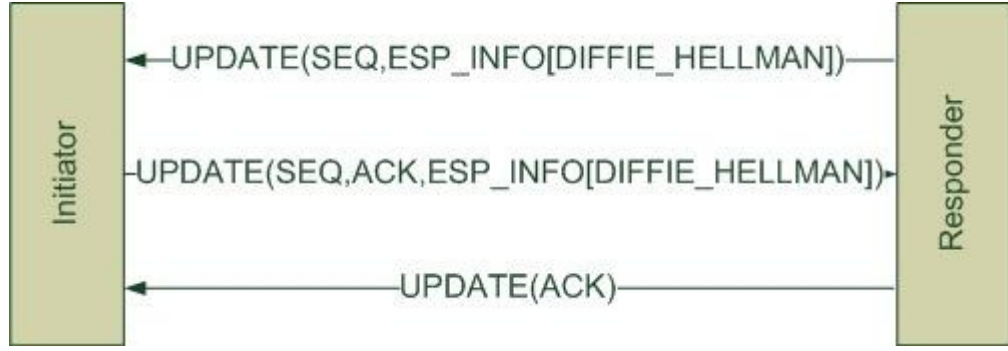 UPDATE(SEQ,ESP_INFO[DIFFIE_HELLMAN])
Initiator
UPDATE(SEQ,ACK,ESP_INFO[DIFFIE_HELLMAN])
Responder
UPDATE(ACK)